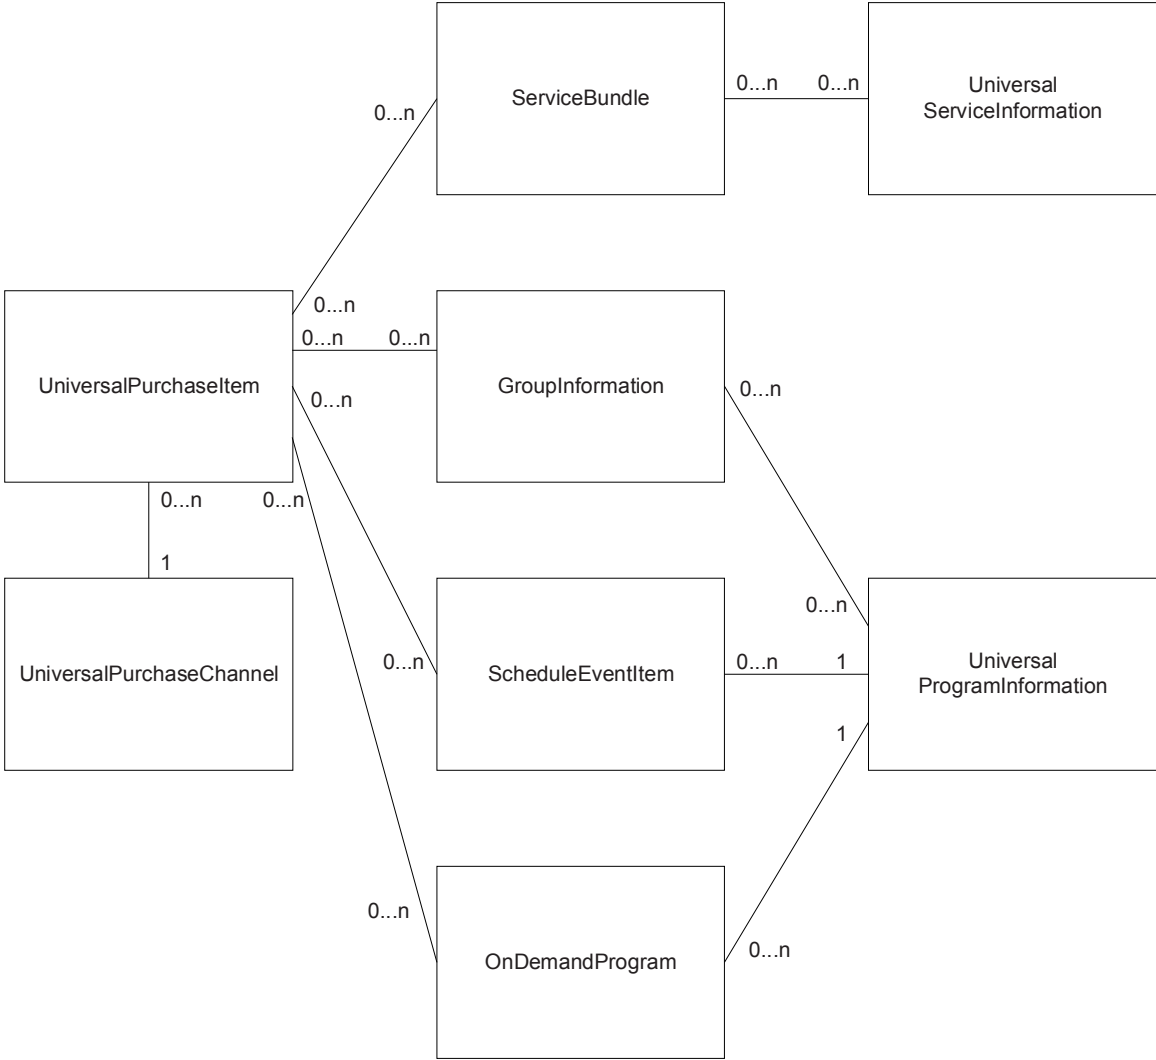 ServiceBundle
Universal
ServiceInformation
0...n
0...n
0...n
0...n
0...n
0...n
UniversalPurchaseItem
GroupInformation
0...n
0...n
0...n
0...n
1
0...n
0...n
0...n
1
UniversalPurchaseChannel
ScheduleEventItem
Universal
ProgramInformation
1
0...n
0...n
OnDemandProgram